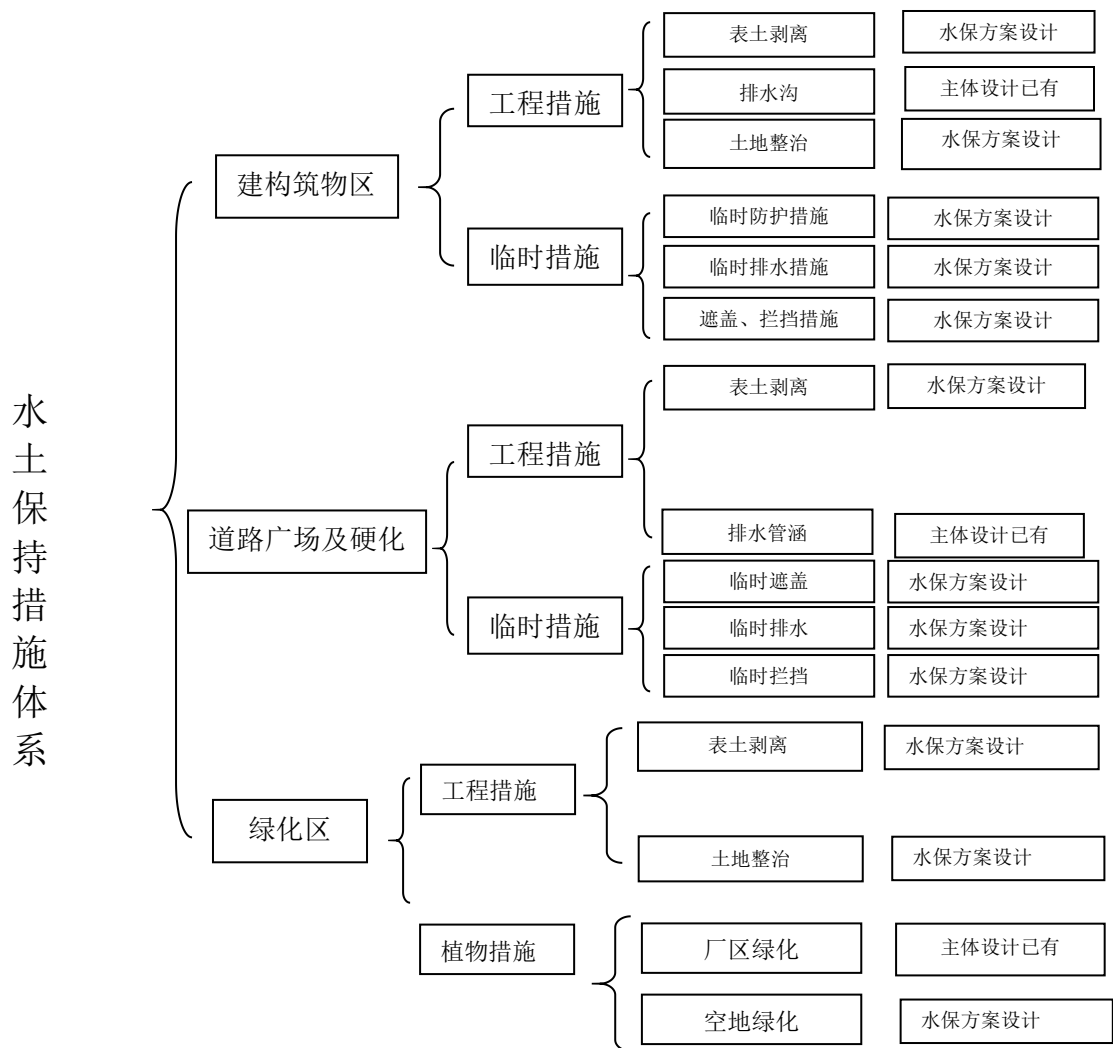 水土保持措施体系
建构筑物区
工程措施
表土剥离 水保方案设计
排水沟 主体设计已有
土地整治 水保方案设计
临时措施
临时防护措施 水保方案设计
临时排水措施 水保方案设计
遮盖、拦挡措施 水保方案设计
道路广场及硬化
工程措施
表土剥离 水保方案设计
排水管涵 主体设计已有
临时措施
临时遮盖 水保方案设计
临时排水 水保方案设计
临时拦挡 水保方案设计
绿化区
工程措施
表土剥离 水保方案设计
土地整治 水保方案设计
植物措施
厂区绿化 主体设计已有
空地绿化 水保方案设计